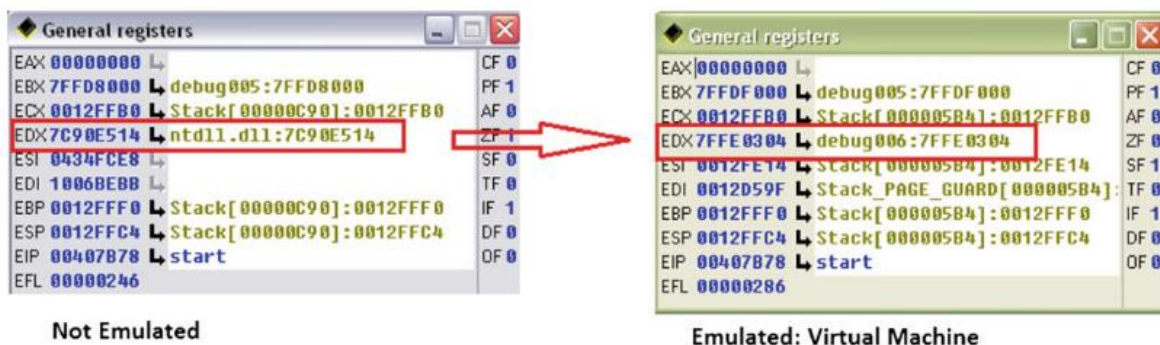 General registers
EAX 00000000
EBX 7FFD8000 debug005:7FFD8000
ECX 0012FFB0 Stack[00000C90]:0012FFB0
EDX 7C90E514 ntdll.dll:7C90E514
ESI 0434FCE8
EDI 1006BEBB
EBP 0012FFF0 Stack[00000C90]:0012FFF0
ESP 0012FFC4 Stack[00000C90]:0012FFC4
EIP 00407B78 start
EFL 00000246
CF 0
PF 1
AF 0
ZF 1
SF 0
TF 0
IF 1
DF 0
OF 0
Not Emulated
General registers
EAX 00000000
EBX 7FFDF000 debug005:7FFDF000
ECX 0012FFB0 Stack[000005B4]:0012FFB0
EDX 7FFE0304 debug006:7FFE0304
ESI 0012FE14 Stack[000005B4]:0012FE14
EDI 0012D59F Stack_PAGE_GUARD[000005B4]:
EBP 0012FFF0 Stack[000005B4]:0012FFF0
ESP 0012FFC4 Stack[000005B4]:0012FFC4
EIP 00407B78 start
EFL 00000286
CF 0
PF 1
AF 0
ZF 0
SF 1
TF 0
IF 1
DF 0
OF 0
Emulated: Virtual Machine